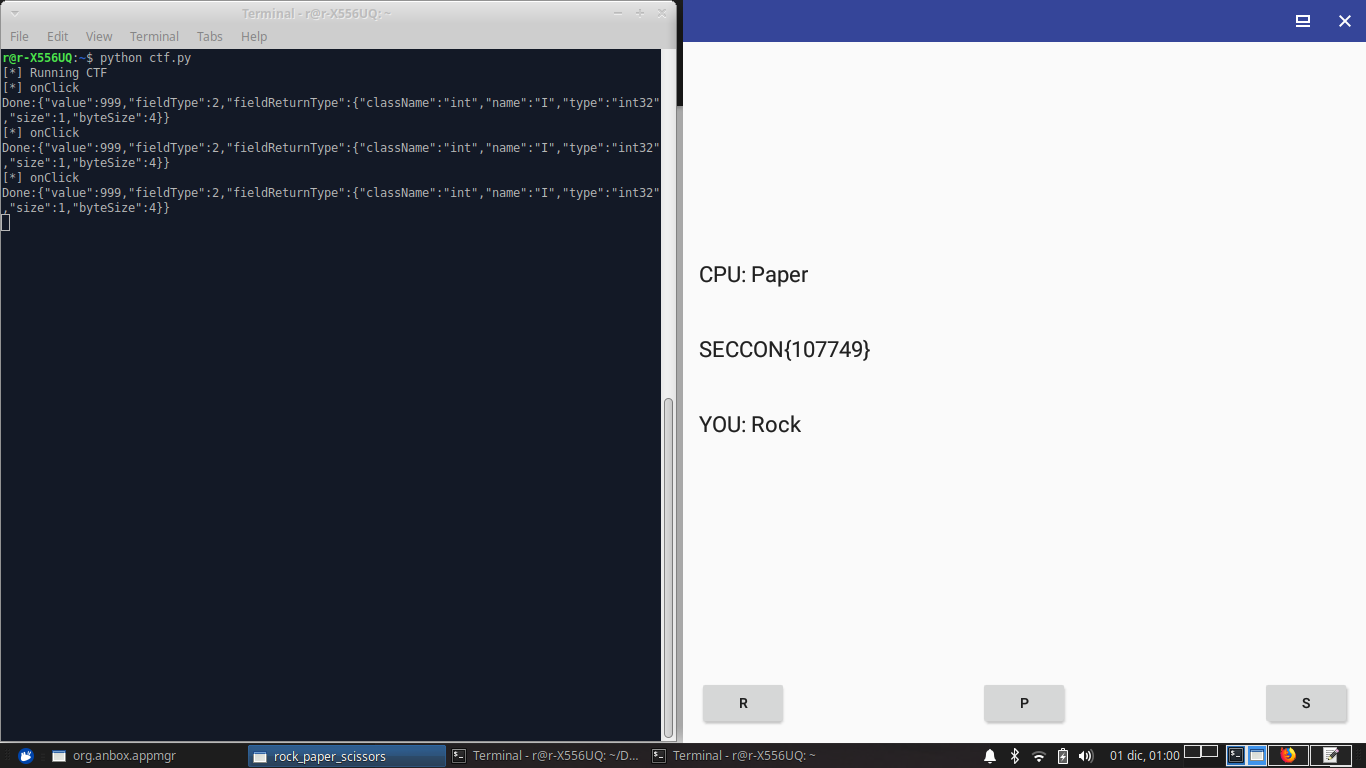 Terminal - r@r-X556UQ: ~
File Edit View Terminal Tabs Help
r@r-X556UQ:~$ python ctf.py
[*] Running CTF
[*] onClick
Done:{"value":999,"fieldType":2,"fieldReturnType":{"className":"int","name":"I","type":"int32"
,"size":1,"byteSize":4}}
[*] onClick
Done:{"value":999,"fieldType":2,"fieldReturnType":{"className":"int","name":"I","type":"int32"
,"size":1,"byteSize":4}}
[*] onClick
Done:{"value":999,"fieldType":2,"fieldReturnType":{"className":"int","name":"I","type":"int32"
,"size":1,"byteSize":4}}
CPU: Paper
SECCON{107749}
YOU: Rock
R P S
org.anbox.appmgr rock_paper_scissors Terminal - r@r-X556UQ: ~/D... Terminal - r@r-X556UQ: ~ 01 dic, 01:00